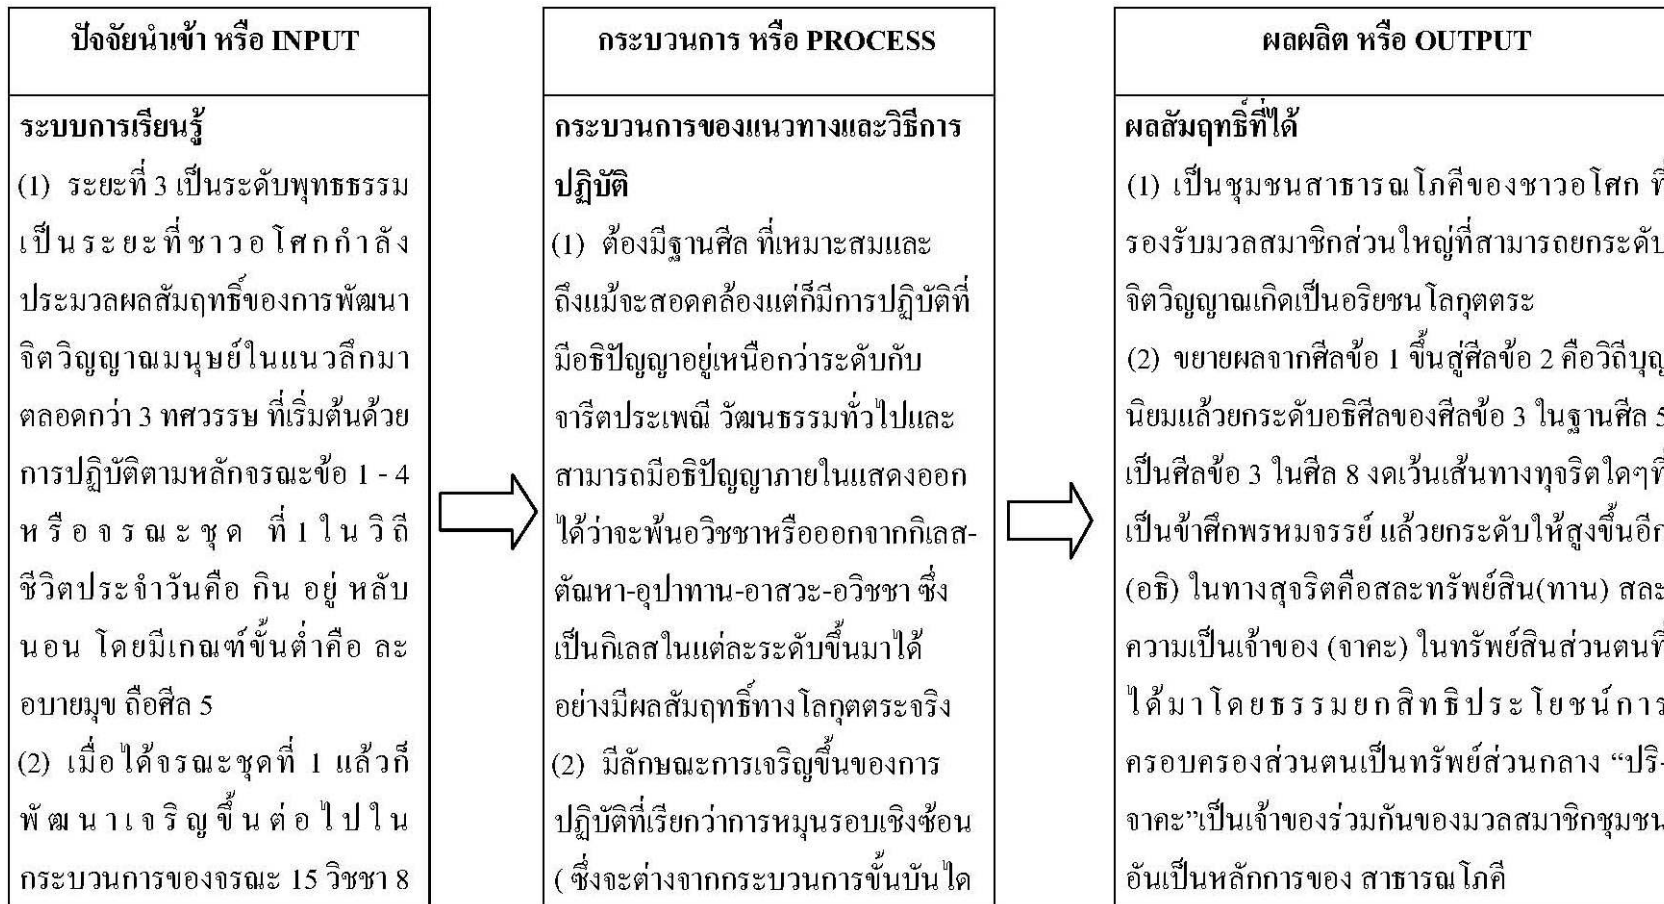 ปัจจัยนำเข้า หรือ INPUT
ระบบการเรียนรู้
(1) ระยะที่ 3 เป็นระดับพุทธธรรม
เป็นระยะที่ชาวอโศกกำลัง
ประมวลผลสัมฤทธิ์ของการพัฒนา
จิตวิญญาณมนุษย์ในแนวลึกมา
ตลอดกว่า 3 ทศวรรษ ที่เริ่มต้นด้วย
การปฏิบัติตามหลักจรณะข้อ 1 - 4
หรือจรณะชุด ที่1ในวิถี
ชีวิตประจำวันคือ กิน อยู่ หลับ
นอน โดยมีเกณฑ์ขั้นต่ำคือ ละ
อบายมุข ถือศีล 5
(2) เมื่อได้จรณะชุดที่ 1 แล้วก็
พัฒนาเจริญขึ้นต่อไปใน
กระบวนการของจรณะ 15 วิชชา 8
กระบวนการ หรือ PROCESS
กระบวนการของแนวทางและวิธีการ
ปฏิบัติ
(1) ต้องมีฐานศีล ที่เหมาะสมและ
ถึงแม้จะสอดคล้องแต่ก็มีการปฏิบัติที่
มีอธิปัญญาอยู่เหนือกว่าระดับกับ
จารีตประเพณี วัฒนธรรมทั่วไปและ
สามารถมีอธิปัญญาภายในแสดงออก
ได้ว่าจะพ้นอวิชชาหรือออกจากกิเลส-
ตัณหา-อุปาทาน-อาสวะ-อวิชชา ซึ่ง
เป็นกิเลสในแต่ละระดับขึ้นมาได้
อย่างมีผลสัมฤทธิ์ทางโลกุตตระจริง
(2) มีลักษณะการเจริญขึ้นของการ
ปฏิบัติที่เรียกว่าการหมุนรอบเชิงซ้อน
( ซึ่งจะต่างจากกระบวนการขั้นบันได
ผลผลิต หรือ OUTPUT
ผลสัมฤทธิ์ที่ได้
(1) เป็นชุมชนสาธารณโภคีของชาวอโศก ที่
รองรับมวลสมาชิกส่วนใหญ่ที่สามารถยกระดับ
จิตวิญญาณเกิดเป็นอริยชนโลกุตตระ
(2) ขยายผลจากศีลข้อ 1 ขึ้นสู่ศีลข้อ 2 คือวิถีบุญ
นิยมแล้วยกระดับอธิศีลของศีลข้อ 3 ในฐานศีล 5
เป็นศีลข้อ 3 ในศีล 8 งดเว้นเส้นทางทุจริตใดๆที่
เป็นข้าศึกพรหมจรรย์ แล้วยกระดับให้สูงขึ้นอีก
(อธิ) ในทางสุจริตคือสละทรัพย์สิน(ทาน) สละ
ความเป็นเจ้าของ (จาคะ) ในทรัพย์สินส่วนตนที่
ได้มาโดยธรรมยกสิทธิประโยชน์การ
ครอบครองส่วนตนเป็นทรัพย์ส่วนกลาง “ปริ-
จาคะ”เป็นเจ้าของร่วมกันของมวลสมาชิกชุมชน
อันเป็นหลักการของ สาธารณโภคี